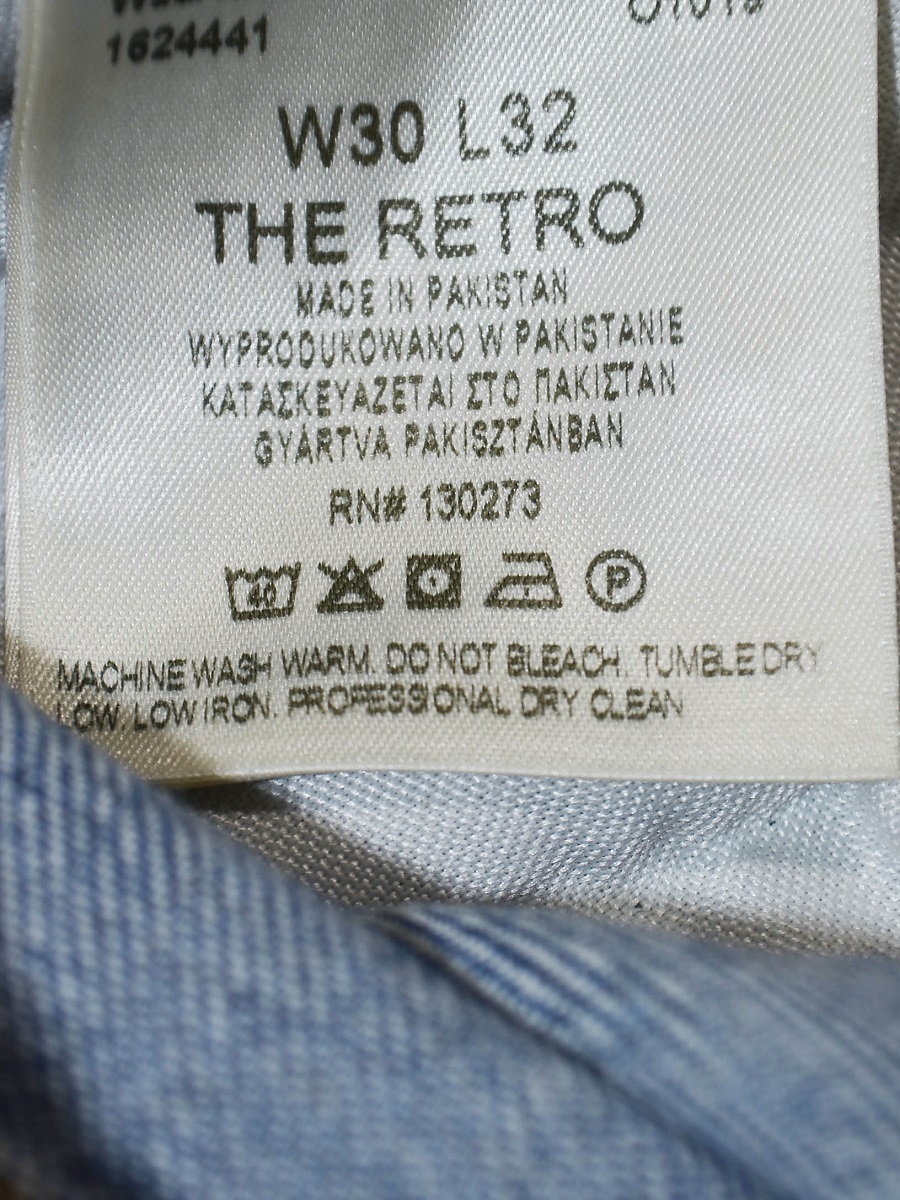 1624441
W30 L32
THE RETRO
MADE IN PAKISTAN
WYPRODUKOWANO W PAKISTANIE
ΚΑΤΑΣΚΕΥΑΖΕΤΑΙ ΣΤΟ ΠΑΚΙΣΤΑΝ
GYÁRTVA PAKISZTÁNBAN
RN# 130273
40 P
MACHINE WASH WARM. DO NOT BLEACH. TUMBLE DRY
LOW. LOW IRON. PROFESSIONAL DRY CLEAN